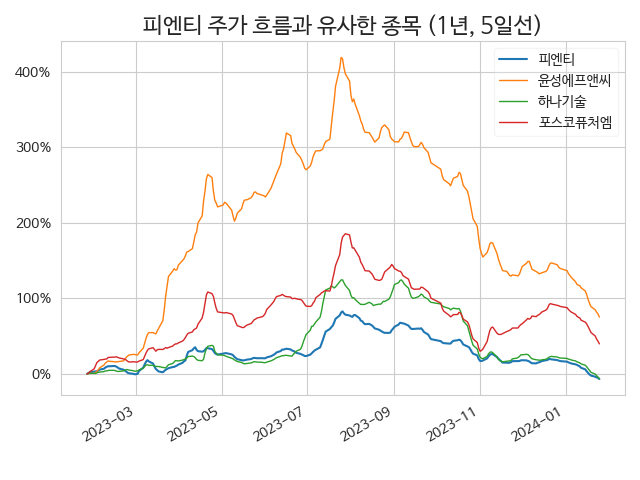 피엔티 주가 흐름과 유사한 종목 (1년, 5일선)
피엔티
윤성에프앤씨
하나기술
포스코퓨처엠
400%
300%
200%
100%
0%
2023-03
2023-05
2023-07
2023-09
2023-11
2024-01